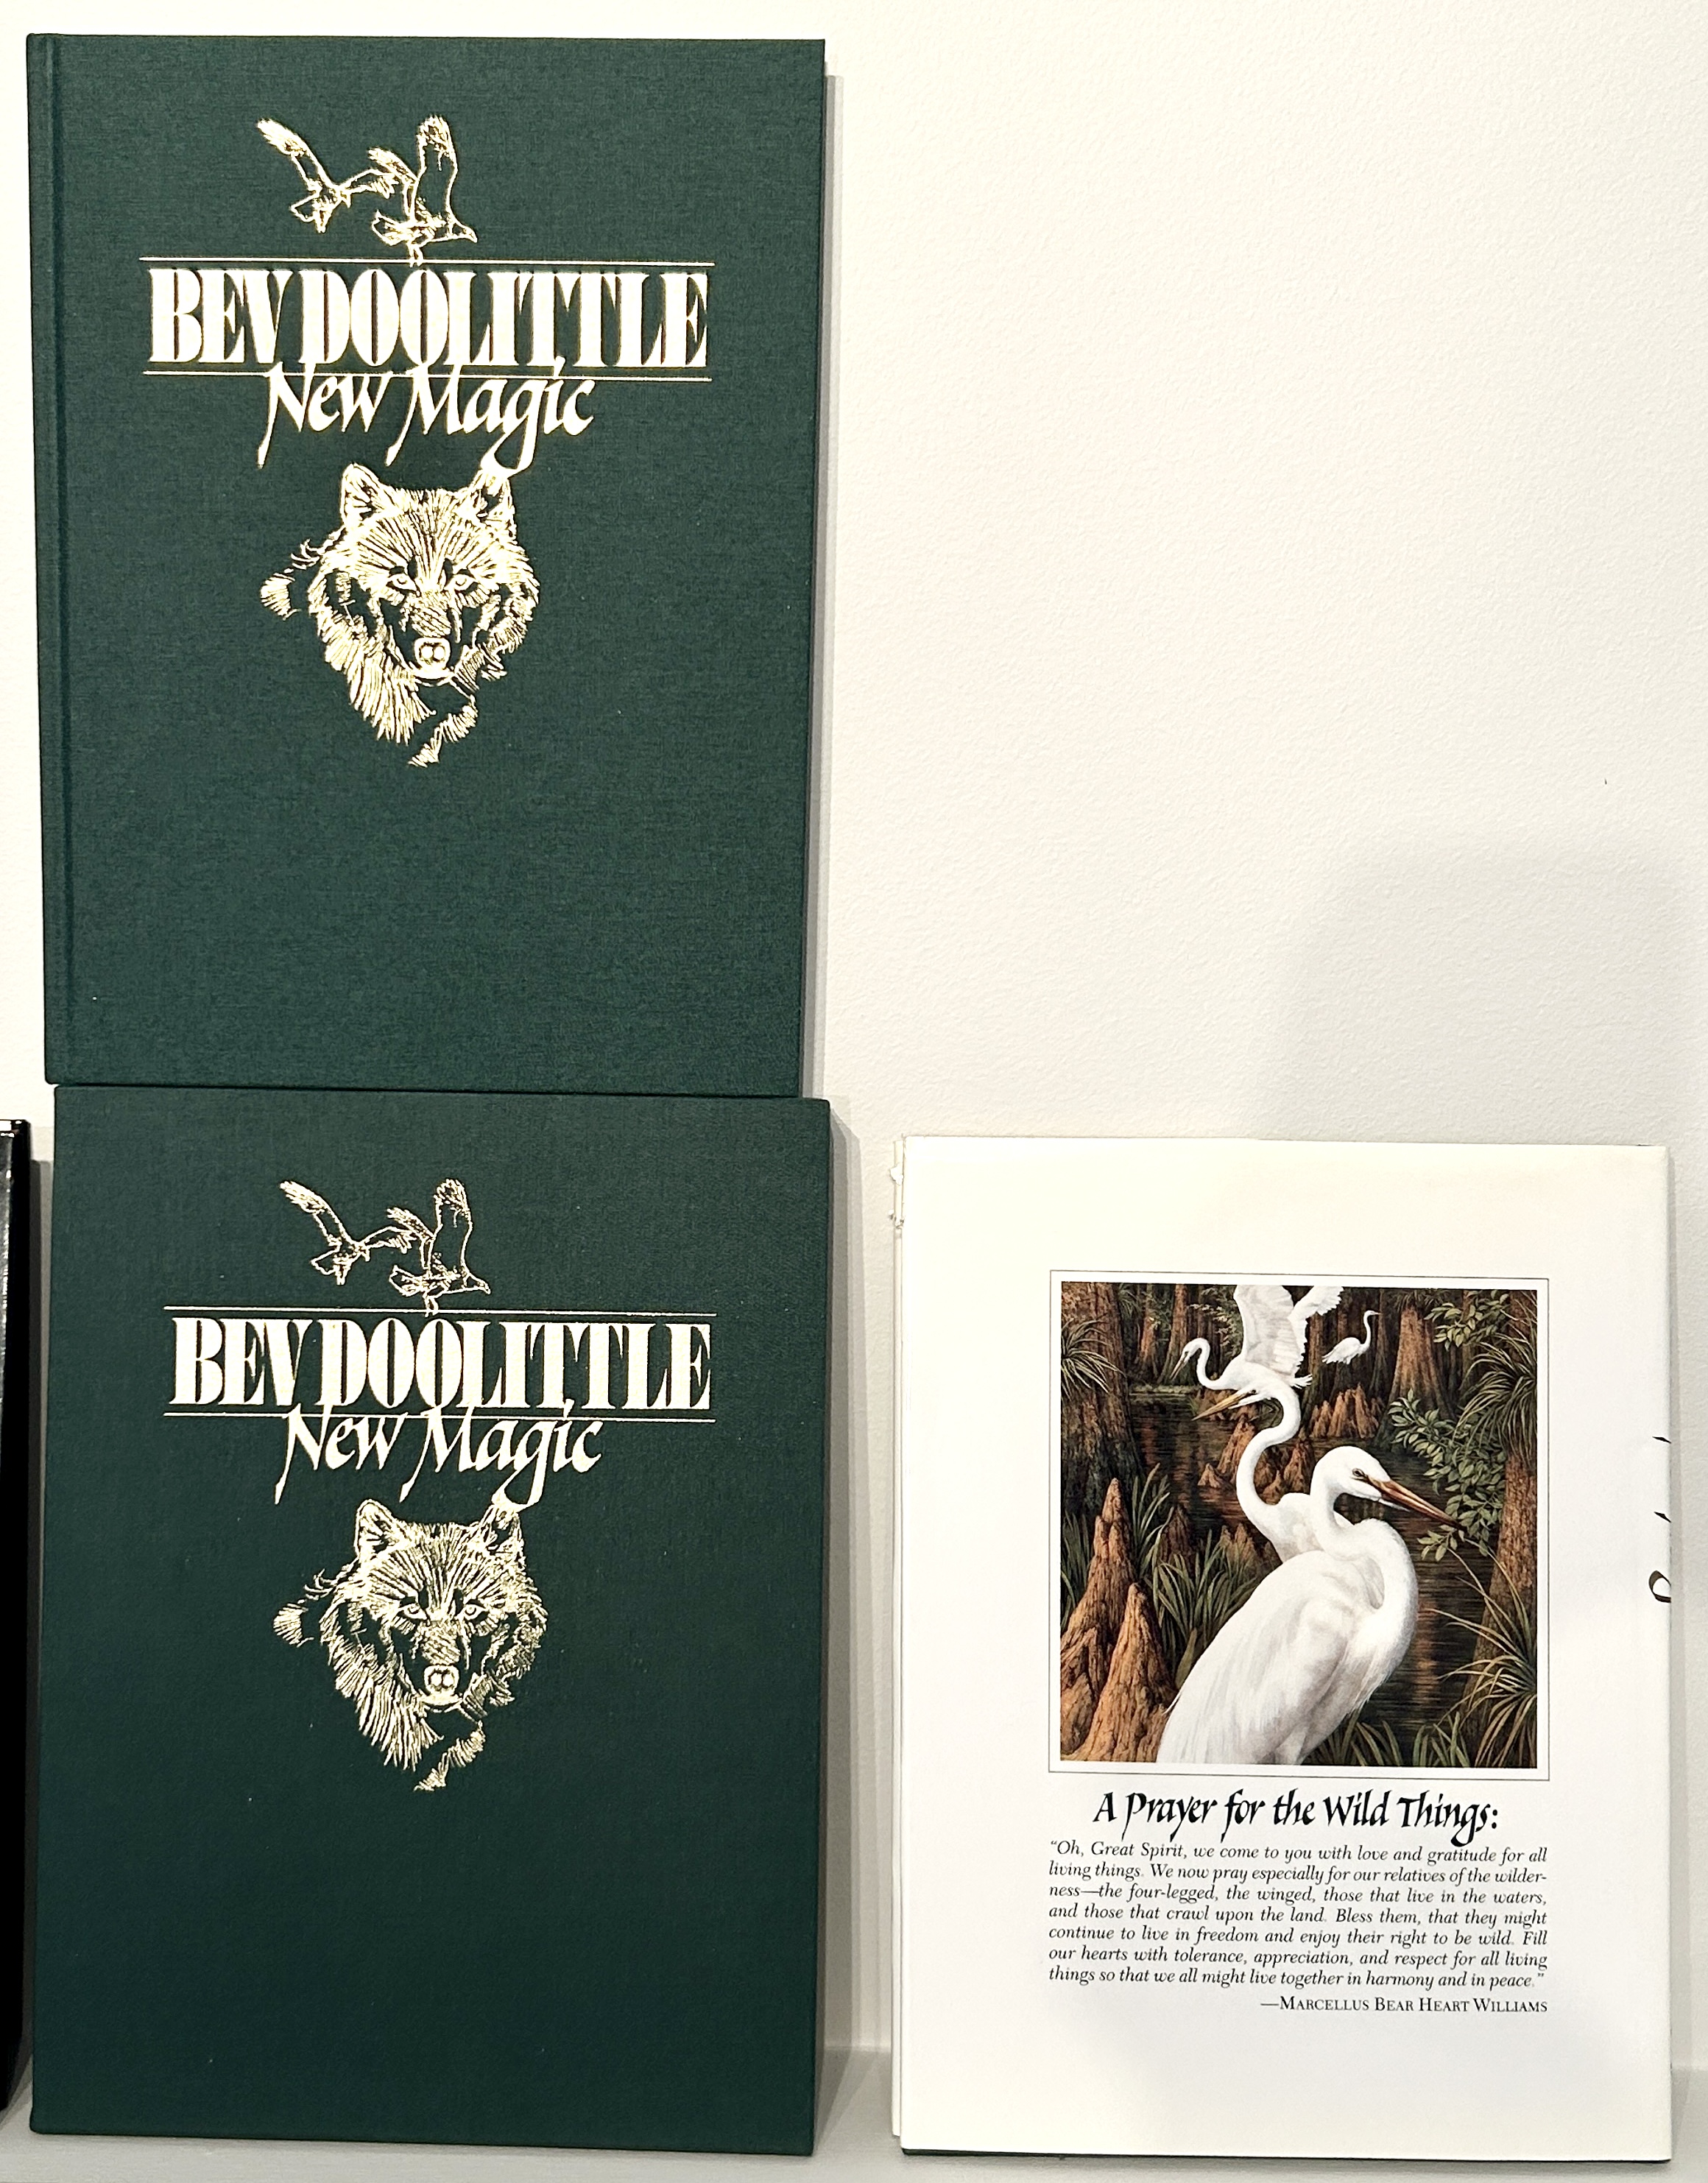 BEV DOOLITTLE
New Magic
BEV DOOLITTLE
New Magic
A Prayer for the Wild Things:
“Oh, Great Spirit, we come to you with love and gratitude for all
living things. We now pray especially for our relatives of the wilder-
ness—the four-legged, the winged, those that live in the waters,
and those that crawl upon the land. Bless them, that they might
continue to live in freedom and enjoy their right to be wild. Fill
our hearts with tolerance, appreciation, and respect for all living
things so that we all might live together in harmony and in peace.”
—MARCELLUS BEAR HEART WILLIAMS